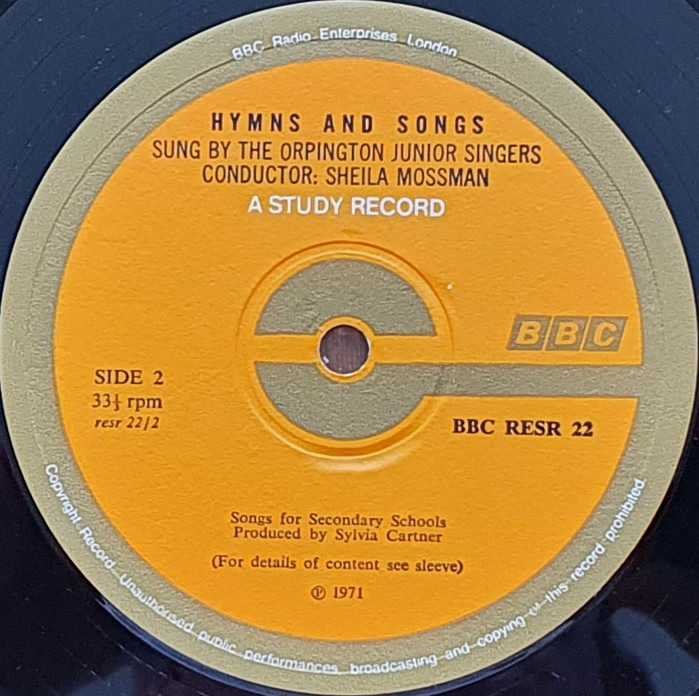 BBC Radio Enterprises London
HYMNS AND SONGS
SUNG BY THE ORPINGTON JUNIOR SINGERS
CONDUCTOR: SHEILA MOSSMAN
A STUDY RECORD
BBC
SIDE 2
33⅓ rpm
resr 22/2
BBC RESR 22
Songs for Secondary Schools
Produced by Sylvia Cartner
(For details of content see sleeve)
℗ 1971
Copyright Record. Unauthorised public performances broadcasting and copying of this record prohibited.